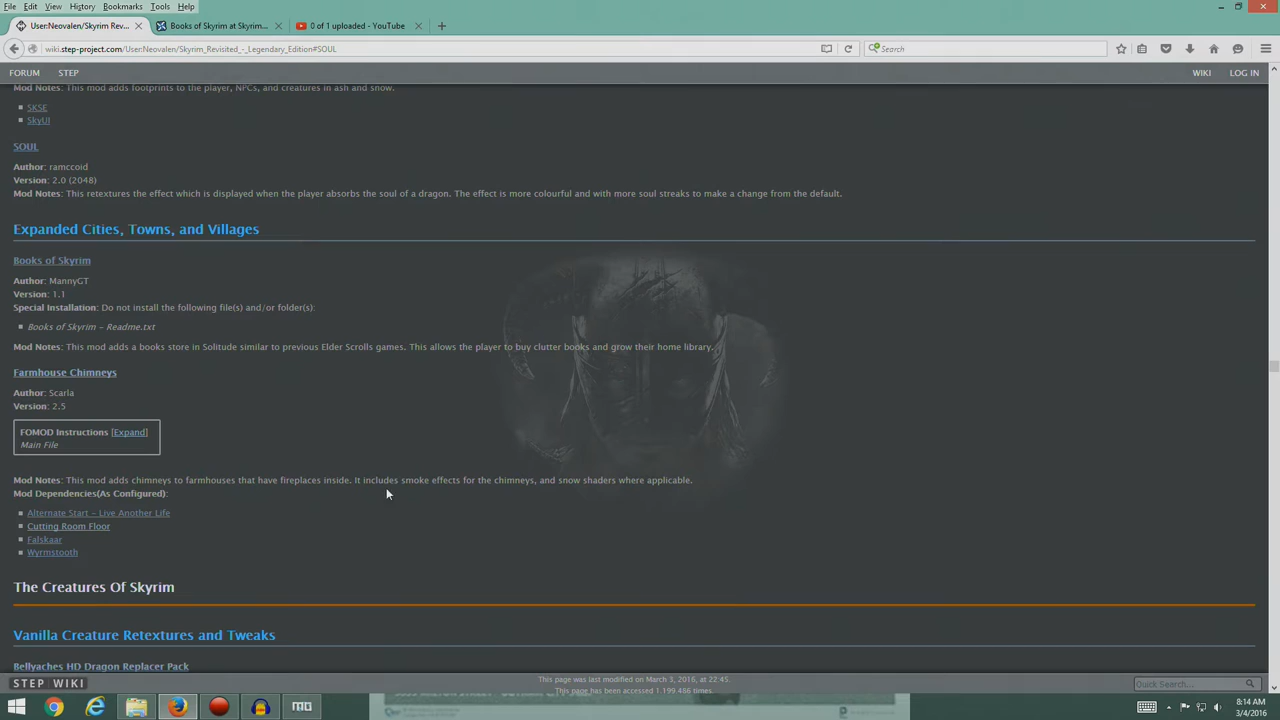 File Edit View History Bookmarks Tools Help
User:Neovalen/Skyrim Rev... Books of Skyrim at Skyrim... 0 of 1 uploaded - YouTube
wiki.step-project.com/User:Neovalen/Skyrim_Revisited_-_Legendary_Edition#SOUL Search
FORUM STEP WIKI LOG IN
Mod Notes: This mod adds footprints to the player, NPCs, and creatures in ash and snow.
SKSE
SkyUI
SOUL
Author: ramccoid
Version: 2.0 (2048)
Mod Notes: This retextures the effect which is displayed when the player absorbs the soul of a dragon. The effect is more colourful and with more soul streaks to make a change from the default.
Expanded Cities, Towns, and Villages
Books of Skyrim
Author: MannyGT
Version: 1.1
Special Installation: Do not install the following file(s) and/or folder(s):
Books of Skyrim - Readme.txt
Mod Notes: This mod adds a books store in Solitude similar to previous Elder Scrolls games. This allows the player to buy clutter books and grow their home library.
Farmhouse Chimneys
Author: Scarla
Version: 2.5
FOMOD Instructions [Expand]
Main File
Mod Notes: This mod adds chimneys to farmhouses that have fireplaces inside. It includes smoke effects for the chimneys, and snow shaders where applicable.
Mod Dependencies(As Configured):
Alternate Start - Live Another Life
Cutting Room Floor
Falskaar
Wyrmstooth
The Creatures Of Skyrim
Vanilla Creature Retextures and Tweaks
Bellyaches HD Dragon Replacer Pack
STEP WIKI
This page was last modified on March 3, 2016, at 22:45.
This page has been accessed 1 199 486 times.
Quick Search...
8:14 AM
3/4/2016